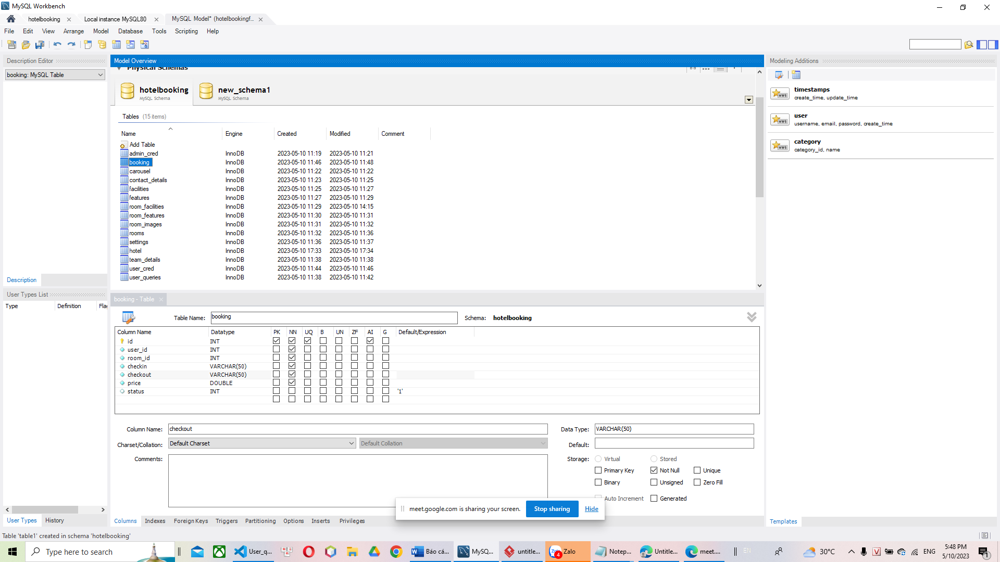 MySQL Workbench
hotelbooking
Local instance MySQL80
MySQL Model* (hotelbookingf...
File Edit View Arrange Model Database Tools Scripting Help
Description Editor
booking: MySQL Table
Description
User Types List
Type Definition Flag
User Types History
Model Overview
Physical Schemas
hotelbooking
MySQL Schema
new_schema1
MySQL Schema
Tables (15 items)
Name Engine Created Modified Comment
Add Table
admin_cred InnoDB 2023-05-10 11:19 2023-05-10 11:21
booking InnoDB 2023-05-10 11:46 2023-05-10 11:48
carousel InnoDB 2023-05-10 11:22 2023-05-10 11:22
contact_details InnoDB 2023-05-10 11:23 2023-05-10 11:25
facilities InnoDB 2023-05-10 11:25 2023-05-10 11:27
features InnoDB 2023-05-10 11:27 2023-05-10 11:29
room_facilities InnoDB 2023-05-10 11:29 2023-05-10 14:15
room_features InnoDB 2023-05-10 11:30 2023-05-10 11:31
room_images InnoDB 2023-05-10 11:31 2023-05-10 11:32
rooms InnoDB 2023-05-10 11:32 2023-05-10 11:36
settings InnoDB 2023-05-10 11:36 2023-05-10 11:37
hotel InnoDB 2023-05-10 17:33 2023-05-10 17:34
team_details InnoDB 2023-05-10 11:38 2023-05-10 11:38
user_cred InnoDB 2023-05-10 11:44 2023-05-10 11:46
user_queries InnoDB 2023-05-10 11:38 2023-05-10 11:42
booking - Table
Table Name: booking Schema: hotelbooking
Column Name Datatype PK NN UQ B UN ZF AI G Default/Expression
id INT
user_id INT
room_id INT
checkin VARCHAR(50)
checkout VARCHAR(50)
price DOUBLE
status INT '1'
Column Name: checkout Data Type: VARCHAR(50)
Charset/Collation: Default Charset Default Collation Default:
Comments: Storage: Virtual Stored
Primary Key Not Null Unique
Binary Unsigned Zero Fill
Auto Increment Generated
meet.google.com is sharing your screen. Stop sharing Hide
Columns Indexes Foreign Keys Triggers Partitioning Options Inserts Privileges
Modeling Additions
timestamps
create_time, update_time
user
username, email, password, create_time
category
category_id, name
Templates
Table 'table1' created in schema 'hotelbooking'
Type here to search
User_q...
Báo cá...
MySQ...
untitle...
Zalo
4
Notep...
Untitle...
meet....
EN
30°C
ENG
5:48 PM
5/10/2023
1